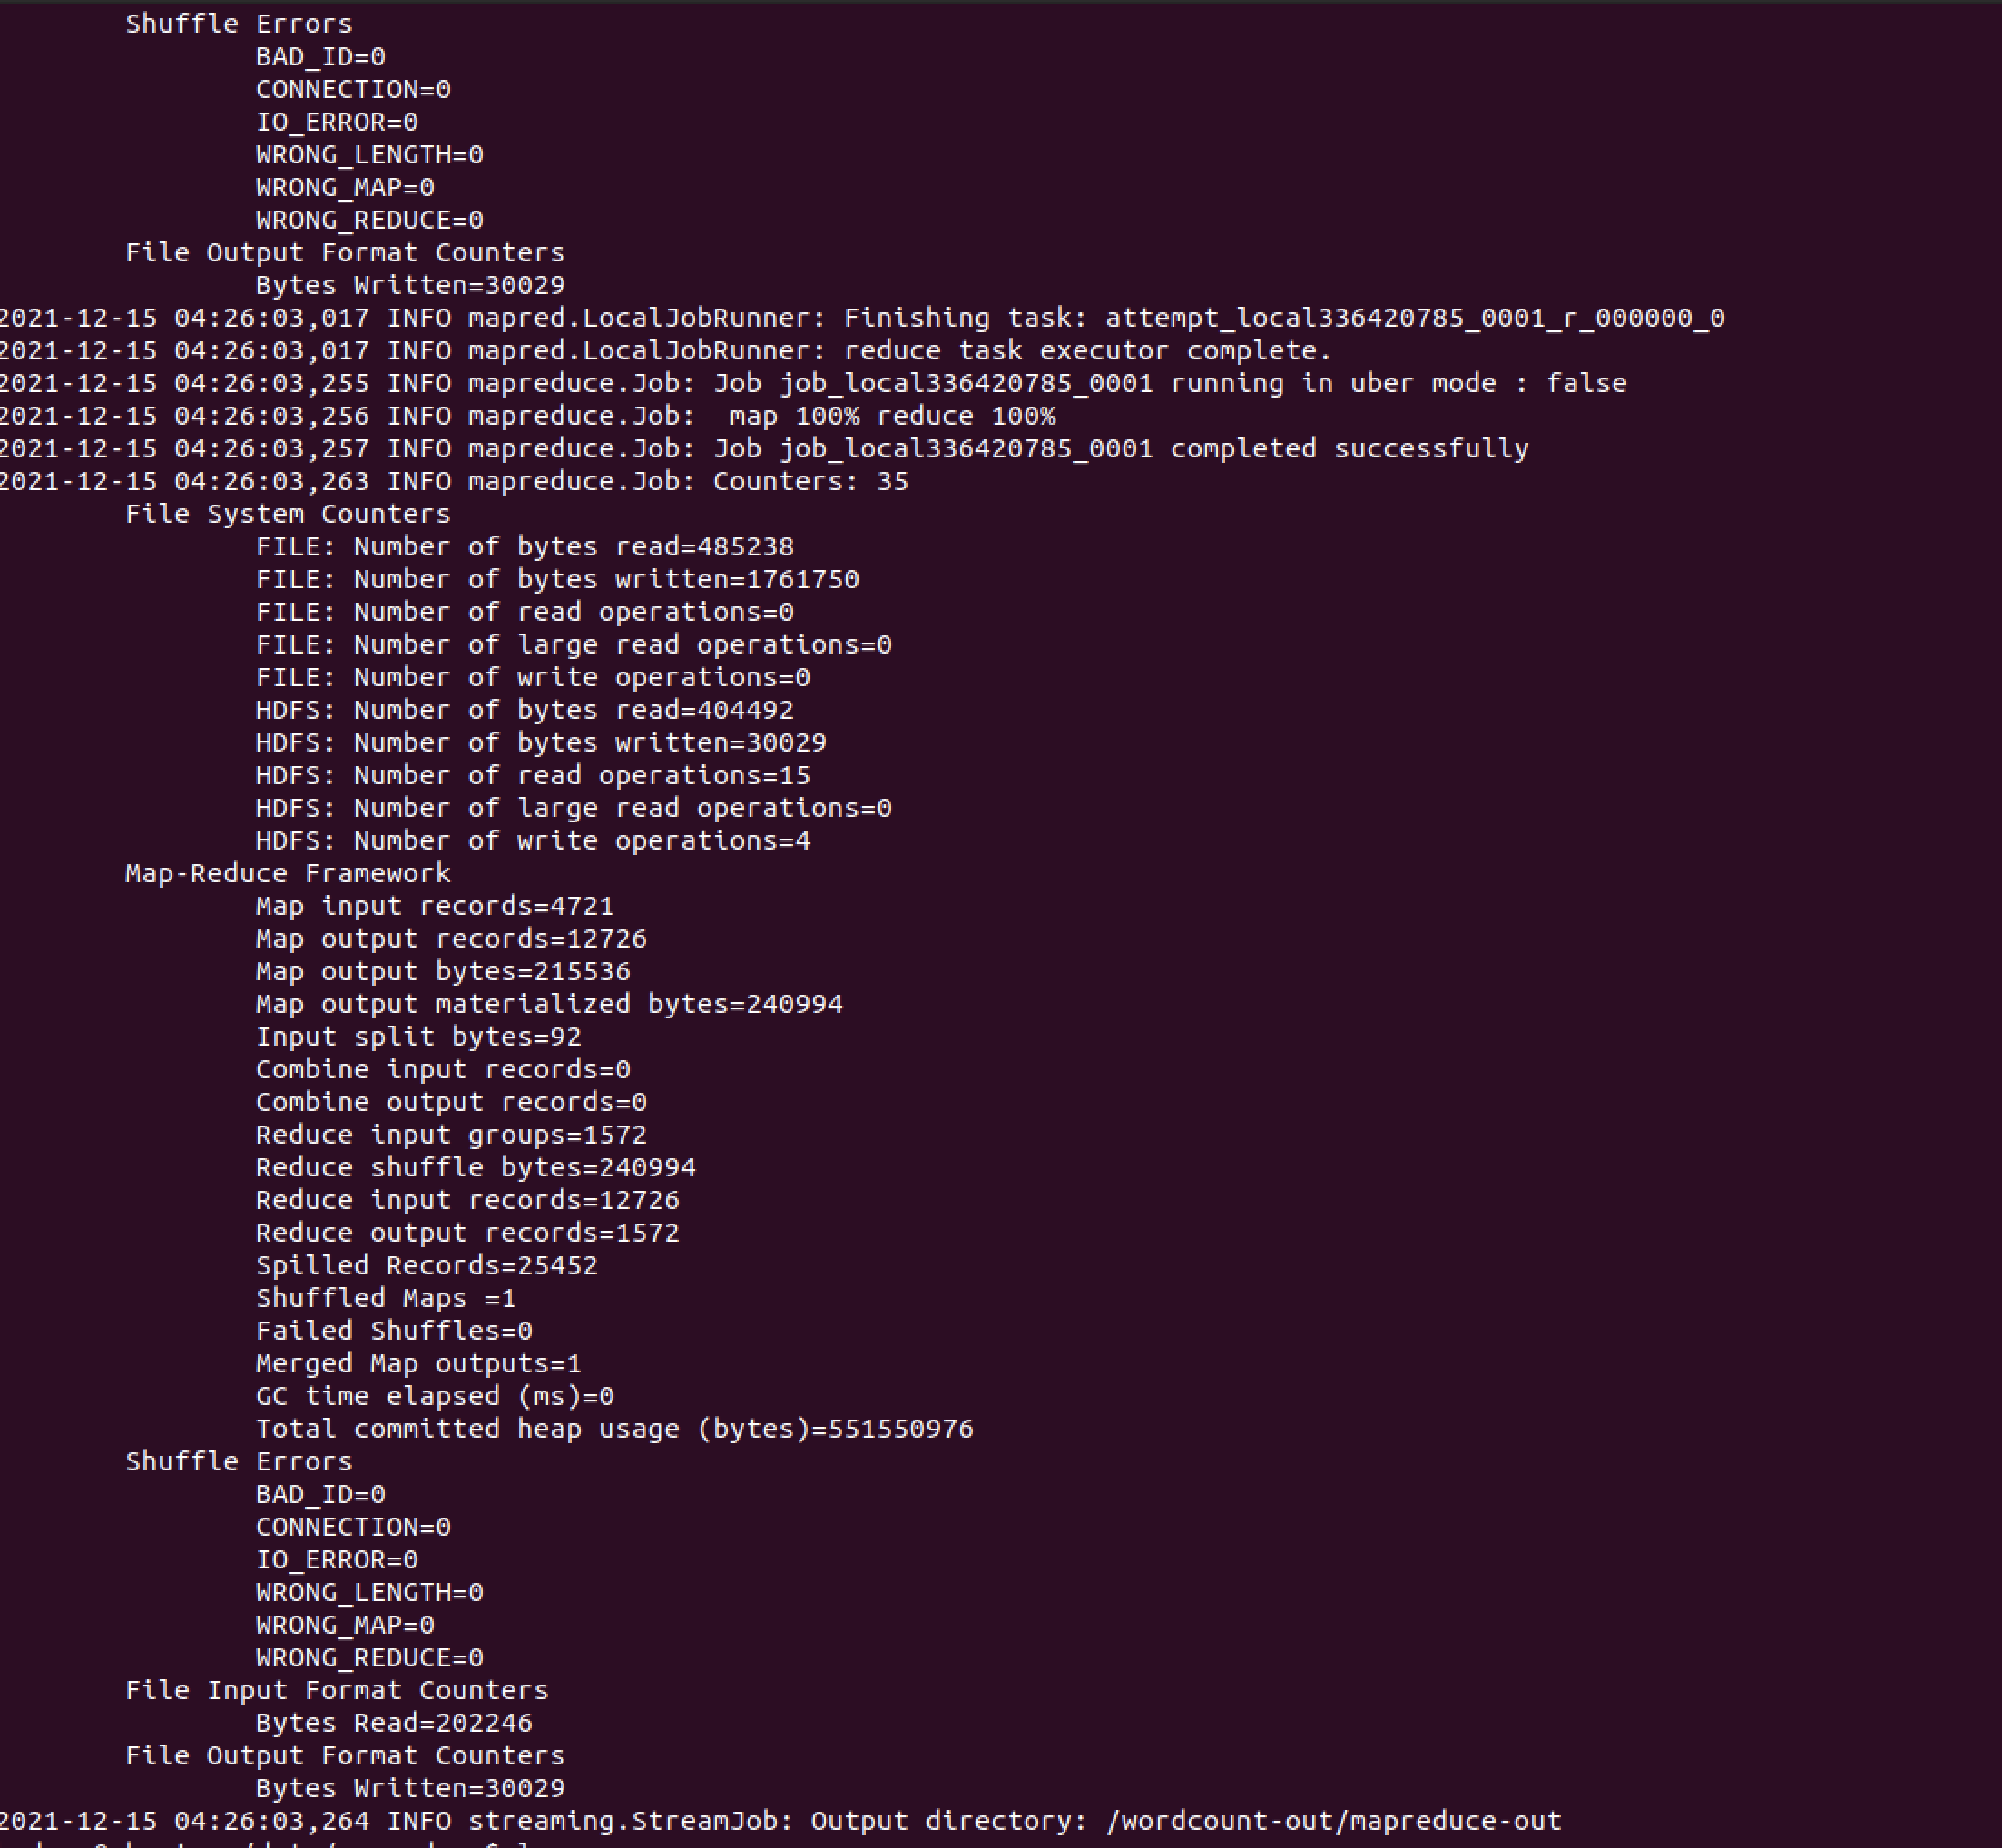 Shuffle Errors
BAD_ID=0
CONNECTION=0
IO_ERROR=0
WRONG_LENGTH=0
WRONG_MAP=0
WRONG_REDUCE=0
File Output Format Counters
Bytes Written=30029
2021-12-15 04:26:03,017 INFO mapred.LocalJobRunner: Finishing task: attempt_local336420785_0001_r_000000_0
2021-12-15 04:26:03,017 INFO mapred.LocalJobRunner: reduce task executor complete.
2021-12-15 04:26:03,255 INFO mapreduce.Job: Job job_local336420785_0001 running in uber mode : false
2021-12-15 04:26:03,256 INFO mapreduce.Job:  map 100% reduce 100%
2021-12-15 04:26:03,257 INFO mapreduce.Job: Job job_local336420785_0001 completed successfully
2021-12-15 04:26:03,263 INFO mapreduce.Job: Counters: 35
File System Counters
FILE: Number of bytes read=485238
FILE: Number of bytes written=1761750
FILE: Number of read operations=0
FILE: Number of large read operations=0
FILE: Number of write operations=0
HDFS: Number of bytes read=404492
HDFS: Number of bytes written=30029
HDFS: Number of read operations=15
HDFS: Number of large read operations=0
HDFS: Number of write operations=4
Map-Reduce Framework
Map input records=4721
Map output records=12726
Map output bytes=215536
Map output materialized bytes=240994
Input split bytes=92
Combine input records=0
Combine output records=0
Reduce input groups=1572
Reduce shuffle bytes=240994
Reduce input records=12726
Reduce output records=1572
Spilled Records=25452
Shuffled Maps =1
Failed Shuffles=0
Merged Map outputs=1
GC time elapsed (ms)=0
Total committed heap usage (bytes)=551550976
Shuffle Errors
BAD_ID=0
CONNECTION=0
IO_ERROR=0
WRONG_LENGTH=0
WRONG_MAP=0
WRONG_REDUCE=0
File Input Format Counters
Bytes Read=202246
File Output Format Counters
Bytes Written=30029
2021-12-15 04:26:03,264 INFO streaming.StreamJob: Output directory: /wordcount-out/mapreduce-out